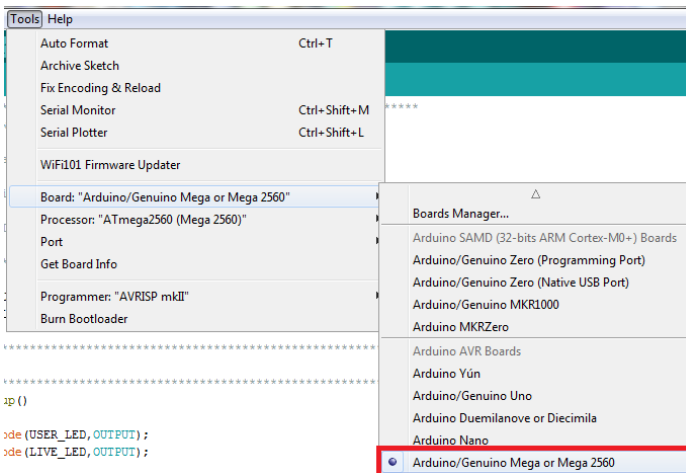 Tools Help
Auto Format Ctrl+T
Archive Sketch
Fix Encoding & Reload
Serial Monitor Ctrl+Shift+M
Serial Plotter Ctrl+Shift+L
WiFi101 Firmware Updater
Board: "Arduino/Genuino Mega or Mega 2560"
Processor: "ATmega2560 (Mega 2560)"
Port
Get Board Info
Programmer: "AVRISP mkII"
Burn Bootloader
Boards Manager...
Arduino SAMD (32-bits ARM Cortex-M0+) Boards
Arduino/Genuino Zero (Programming Port)
Arduino/Genuino Zero (Native USB Port)
Arduino/Genuino MKR1000
Arduino MKRZero
Arduino AVR Boards
Arduino Yún
Arduino/Genuino Uno
Arduino Duemilanove or Diecimila
Arduino Nano
Arduino/Genuino Mega or Mega 2560
up()
ode(USER_LED,OUTPUT);
ode(LIVE_LED,OUTPUT);